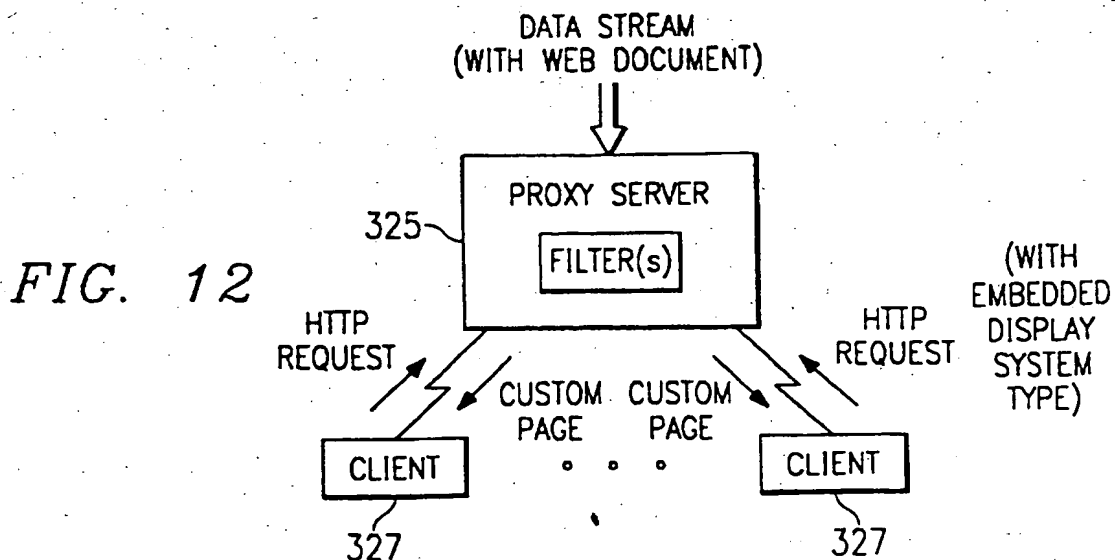 DATA STREAM
(WITH WEB DOCUMENT)
PROXY SERVER
325
FILTER(s)
FIG. 12
HTTP
REQUEST
CUSTOM
PAGE
CUSTOM
PAGE
HTTP
REQUEST
(WITH
EMBEDDED
DISPLAY
SYSTEM
TYPE)
CLIENT
CLIENT
327
327